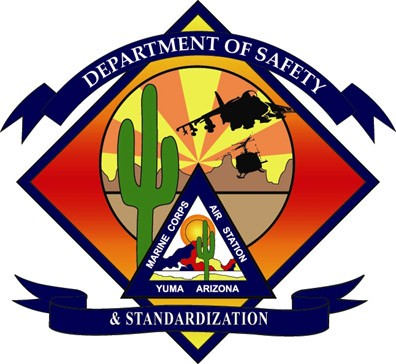 DEPARTMENT OF SAFETY
MARINE CORPS
AIR STATION
YUMA ARIZONA
& STANDARDIZATION